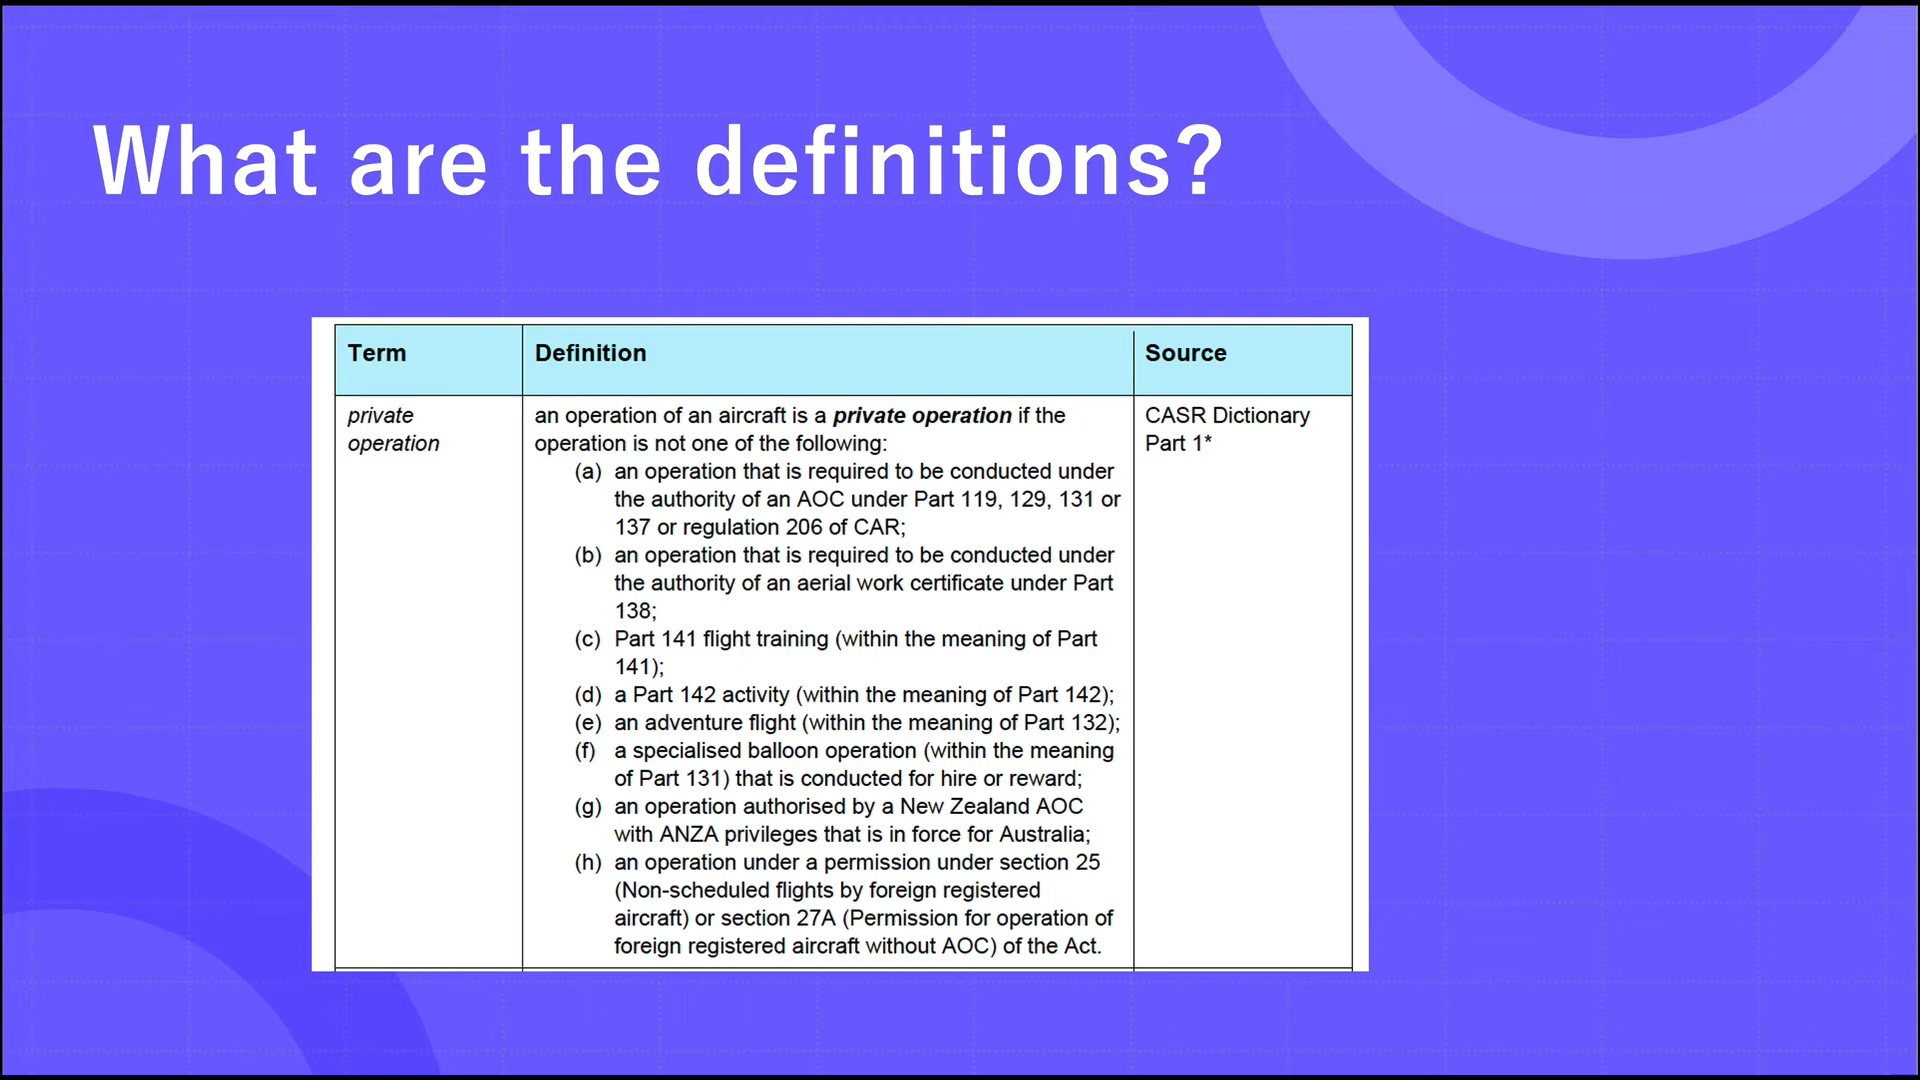 What are the definitions?
Term
Definition
Source
private
operation
an operation of an aircraft is a private operation if the
operation is not one of the following:
(a) an operation that is required to be conducted under
the authority of an AOC under Part 119, 129, 131 or
137 or regulation 206 of CAR;
(b) an operation that is required to be conducted under
the authority of an aerial work certificate under Part
138;
(c) Part 141 flight training (within the meaning of Part
141);
(d) a Part 142 activity (within the meaning of Part 142);
(e) an adventure flight (within the meaning of Part 132);
(f) a specialised balloon operation (within the meaning
of Part 131) that is conducted for hire or reward;
(g) an operation authorised by a New Zealand AOC
with ANZA privileges that is in force for Australia;
(h) an operation under a permission under section 25
(Non-scheduled flights by foreign registered
aircraft) or section 27A (Permission for operation of
foreign registered aircraft without AOC) of the Act.
CASR Dictionary
Part 1*